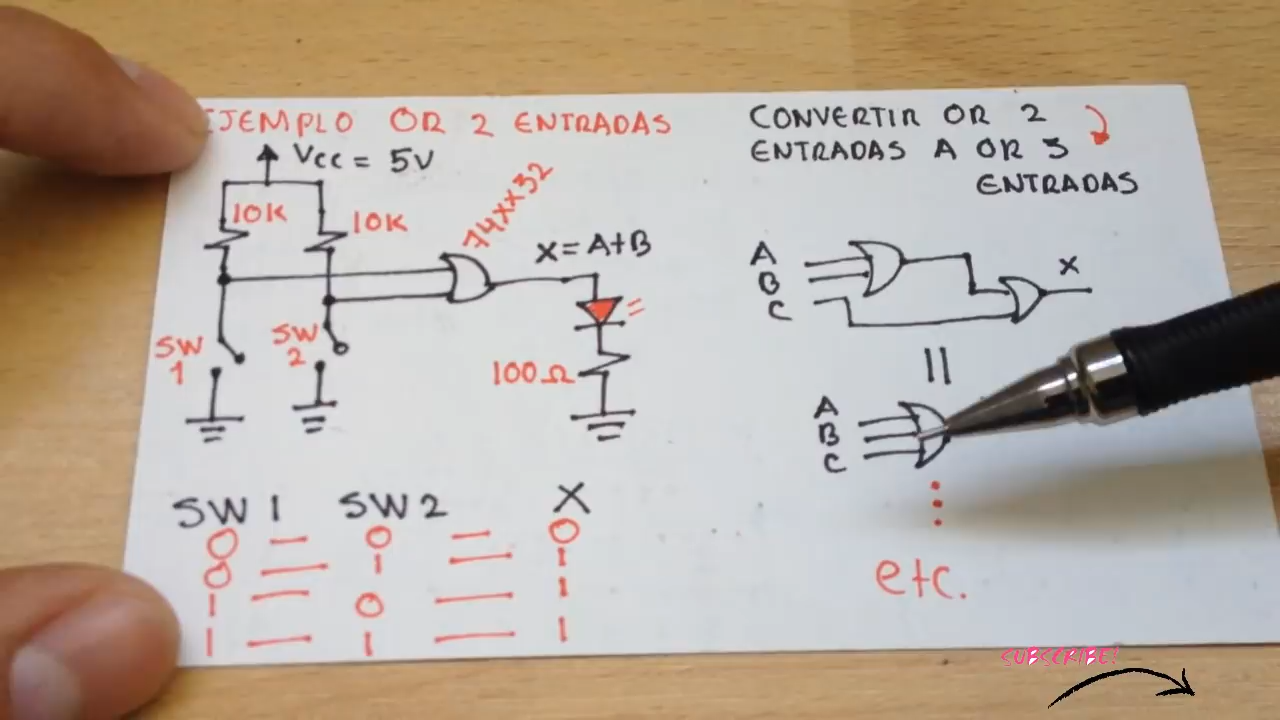 EJEMPLO OR 2 ENTRADAS
Vcc = 5V
10K
10K
74XX32
X=A+B
SW
1
SW
2
100Ω
SW 1 SW 2 X
0 — 0 — 0
0 — 1 — 1
1 — 0 — 1
1 — 1 — 1
CONVERTIR OR 2
ENTRADAS A OR 3
ENTRADAS
A
B
C
X
=
A
B
C
etc.
SUBSCRIBE!